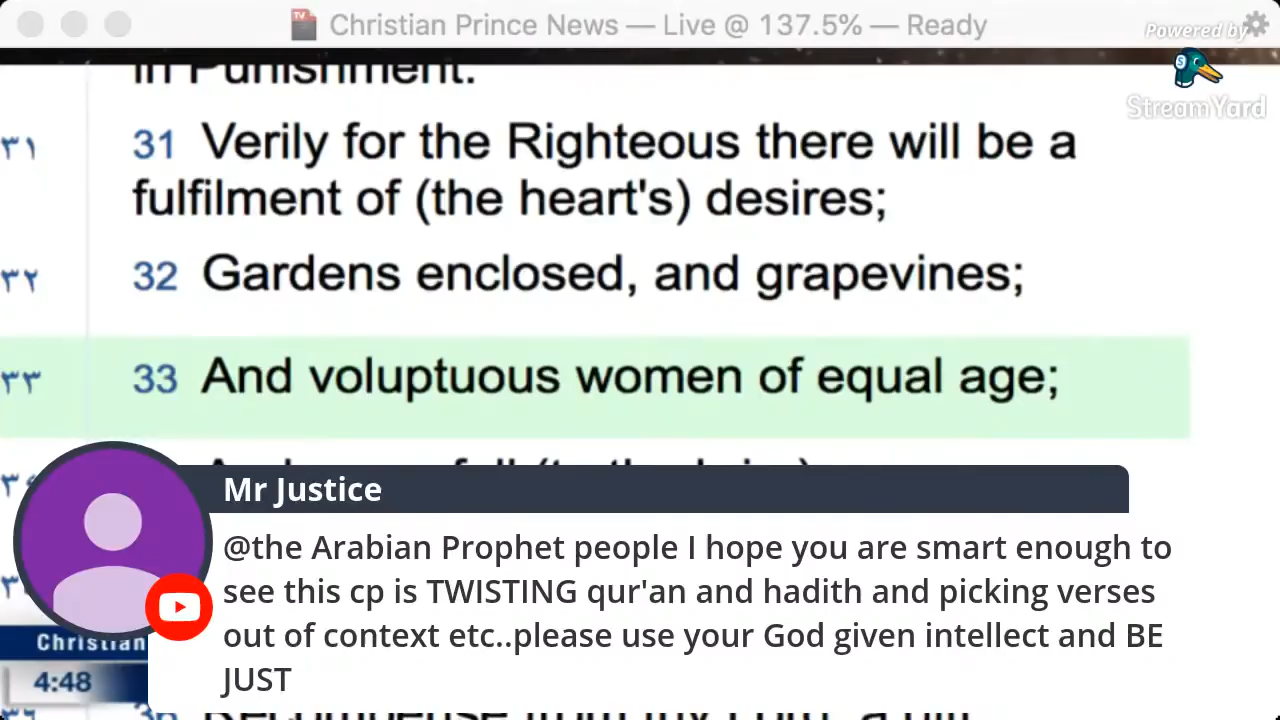 Christian Prince News — Live @ 137.5% — Ready
Powered by
StreamYard
in Punishment.
٣١ 31 Verily for the Righteous there will be a
fulfilment of (the heart's) desires;
٣٢ 32 Gardens enclosed, and grapevines;
٣٣ 33 And voluptuous women of equal age;
Mr Justice
@the Arabian Prophet people I hope you are smart enough to
see this cp is TWISTING qur'an and hadith and picking verses
out of context etc..please use your God given intellect and BE
JUST
Christian
4:48